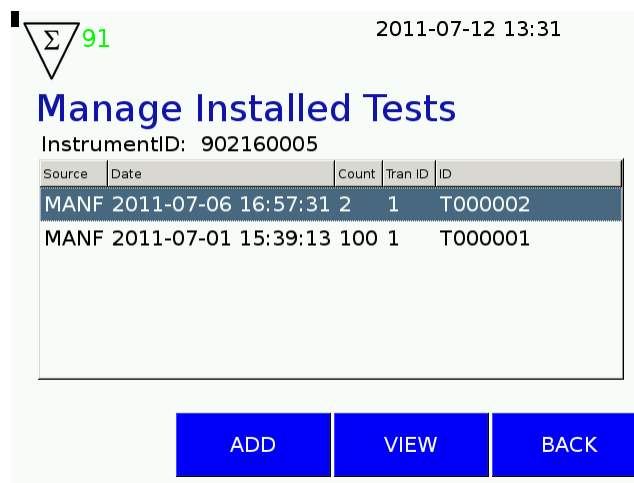 Σ 91 2011-07-12 13:31
Manage Installed Tests
InstrumentID: 902160005
Source Date Count Tran ID ID
MANF 2011-07-06 16:57:31 2 1 T000002
MANF 2011-07-01 15:39:13 100 1 T000001
ADD VIEW BACK